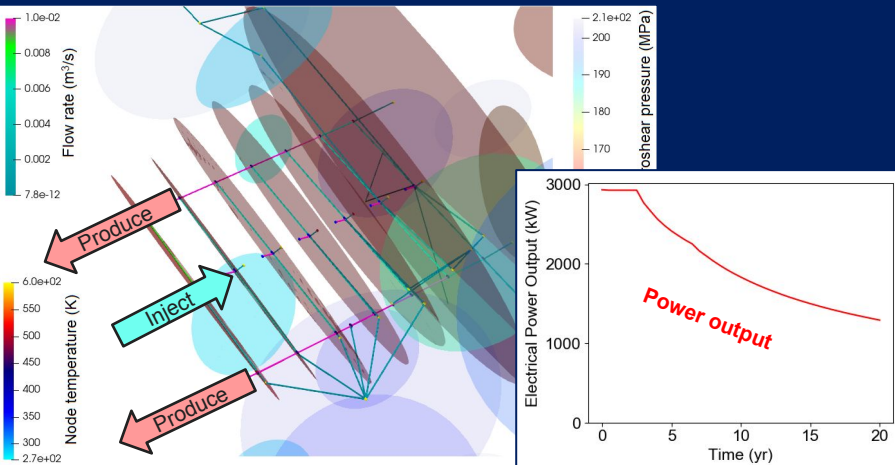 1.0e-02
0.008
0.006
0.004
0.002
7.8e-12
Flow rate (m³/s)
2.1e+02
200
190
180
170
roshear pressure (MPa)
Produce
Inject
Produce
6.0e+02
550
500
450
400
350
300
2.7e+02
Node temperature (K)
3000
2000
1000
0
Electrical Power Output (kW)
Power output
0
5
10
15
20
Time (yr)